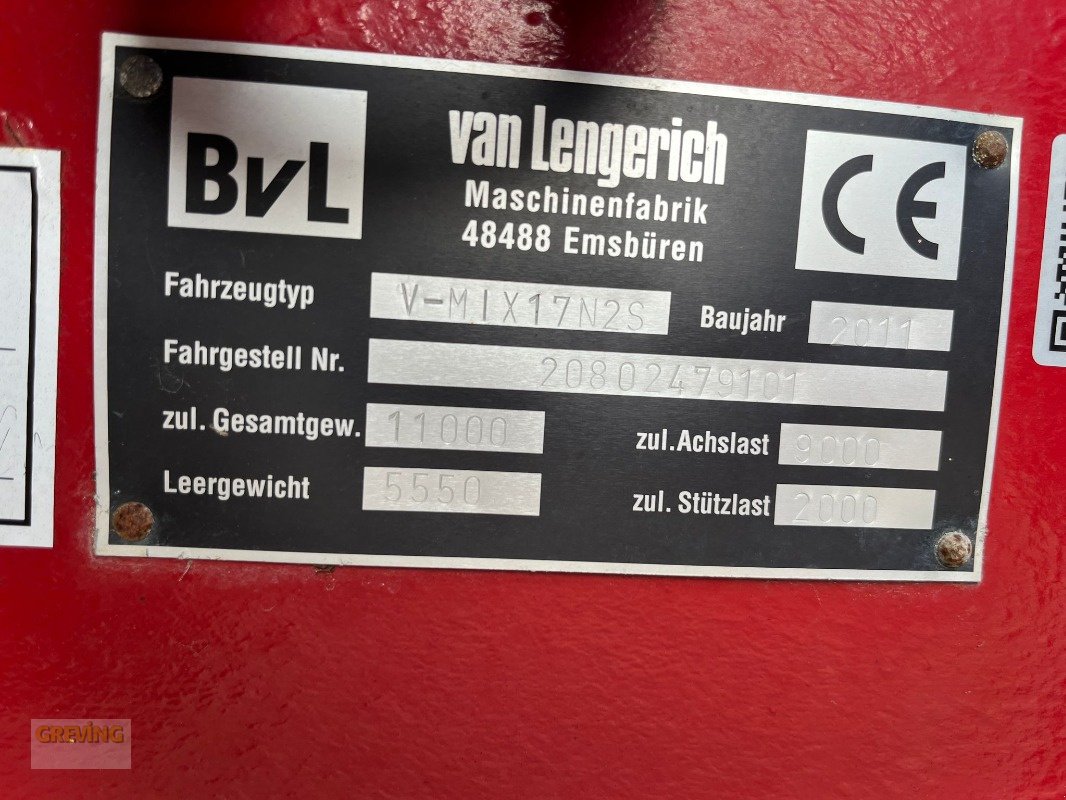 BvL
van Lengerich
Maschinenfabrik
48488 Emsbüren
CE
Fahrzeugtyp V-MIX17N2S Baujahr 2011
Fahrgestell Nr. 20802479101
zul. Gesamtgew. 11000 zul. Achslast 9000
Leergewicht 5550 zul. Stützlast 2000
GREVING